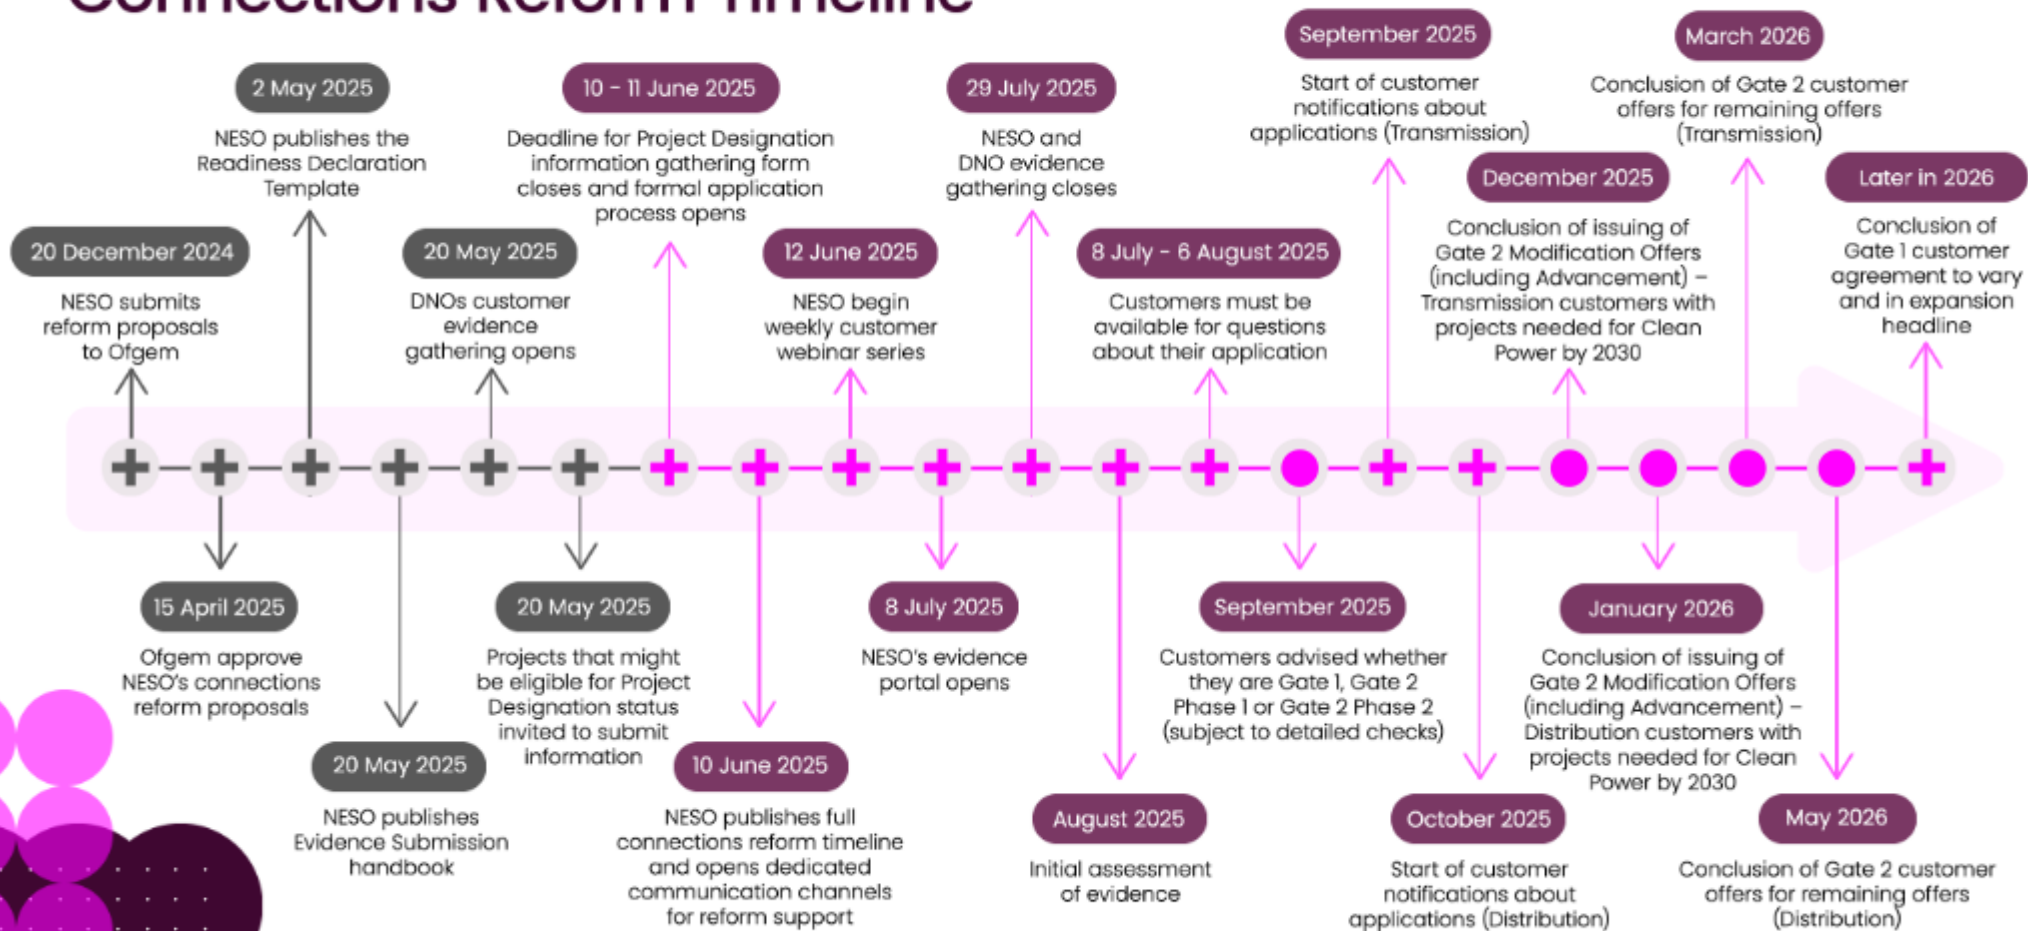 Connections Reform Timeline
20 December 2024
NESO submits
reform proposals
to Ofgem
15 April 2025
Ofgem approve
NESO's connections
reform proposals
2 May 2025
NESO publishes the
Readiness Declaration
Template
20 May 2025
NESO publishes
Evidence Submission
handbook
20 May 2025
DNOs customer
evidence
gathering opens
20 May 2025
Projects that might
be eligible for Project
Designation status
invited to submit
information
10 - 11 June 2025
Deadline for Project Designation
information gathering form
closes and formal application
process opens
10 June 2025
NESO publishes full
connections reform timeline
and opens dedicated
communication channels
for reform support
12 June 2025
NESO begin
weekly customer
webinar series
8 July 2025
NESO's evidence
portal opens
29 July 2025
NESO and
DNO evidence
gathering closes
August 2025
Initial assessment
of evidence
8 July - 6 August 2025
Customers must be
available for questions
about their application
September 2025
Customers advised whether
they are Gate 1, Gate 2
Phase 1 or Gate 2 Phase 2
(subject to detailed checks)
September 2025
Start of customer
notifications about
applications (Transmission)
October 2025
Start of customer
notifications about
applications (Distribution)
December 2025
Conclusion of issuing of
Gate 2 Modification Offers
(including Advancement) –
Transmission customers with
projects needed for Clean
Power by 2030
January 2026
Conclusion of issuing of
Gate 2 Modification Offers
(including Advancement) –
Distribution customers with
projects needed for Clean
Power by 2030
March 2026
Conclusion of Gate 2 customer
offers for remaining offers
(Transmission)
May 2026
Conclusion of Gate 2 customer
offers for remaining offers
(Distribution)
Later in 2026
Conclusion of
Gate 1 customer
agreement to vary
and in expansion
headline